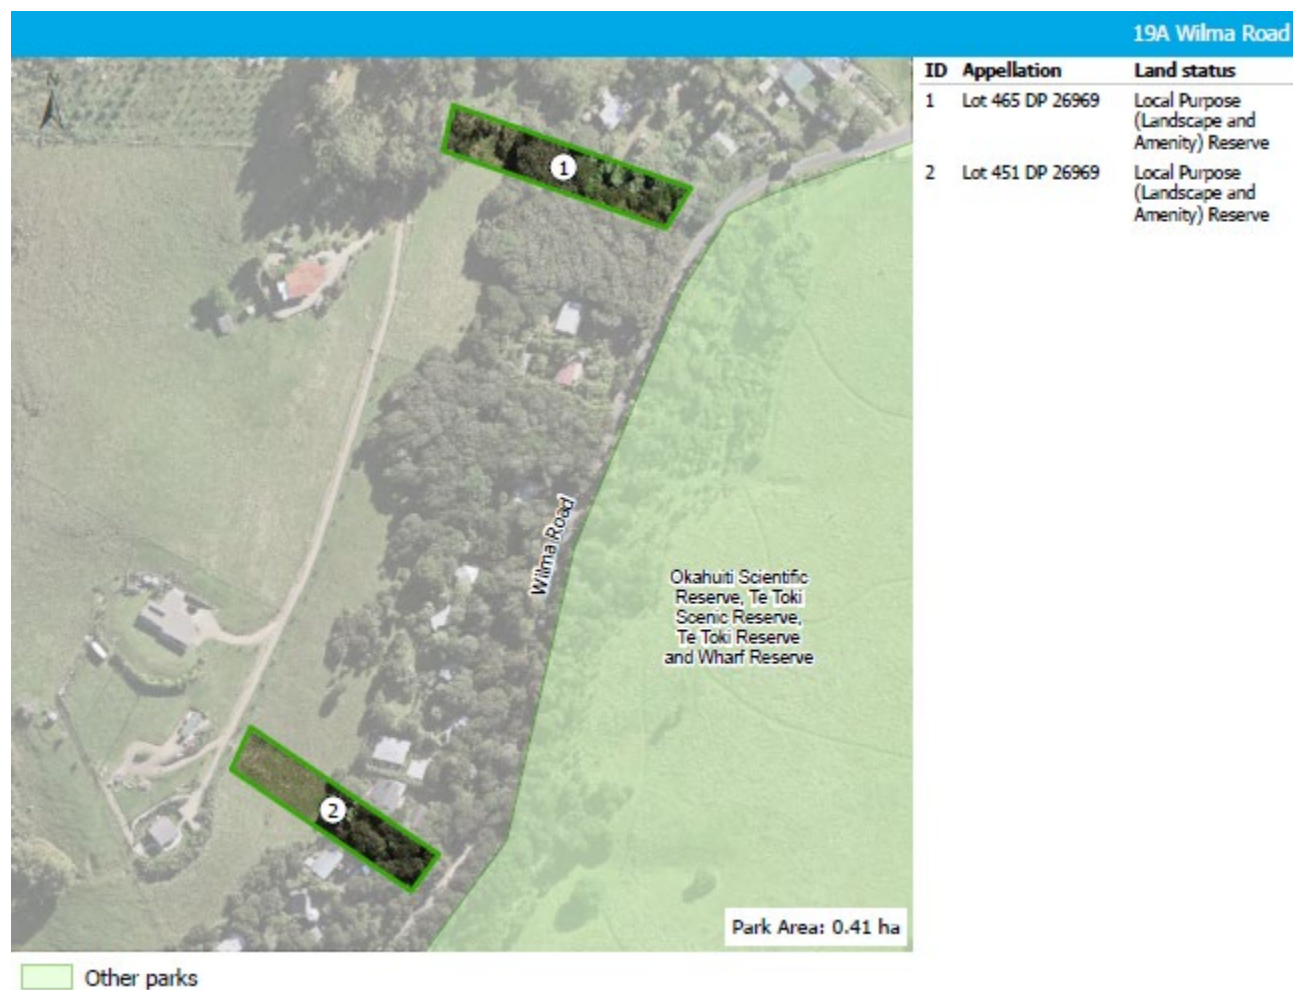 19A Wilma Road
ID Appellation Land status
1 Lot 465 DP 26969 Local Purpose
(Landscape and
Amenity) Reserve
2 Lot 451 DP 26969 Local Purpose
(Landscape and
Amenity) Reserve
N
1
Wilma Road
Okahuiti Scientific
Reserve, Te Toki
Scenic Reserve,
Te Toki Reserve
and Wharf Reserve
2
Park Area: 0.41 ha
Other parks